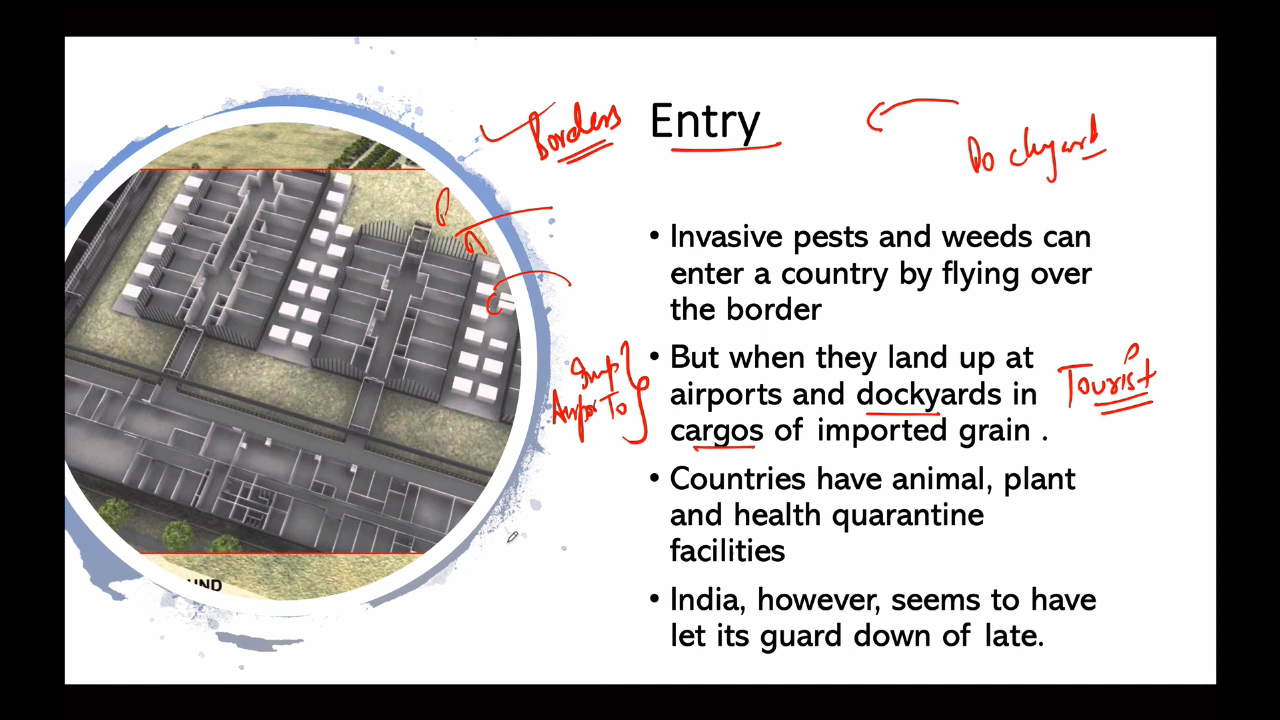 Borders
Entry
Dockyard
• Invasive pests and weeds can
enter a country by flying over
the border
• But when they land up at
airports and dockyards in
cargos of imported grain .
Tourist
• Countries have animal, plant
and health quarantine
facilities
• India, however, seems to have
let its guard down of late.
UND